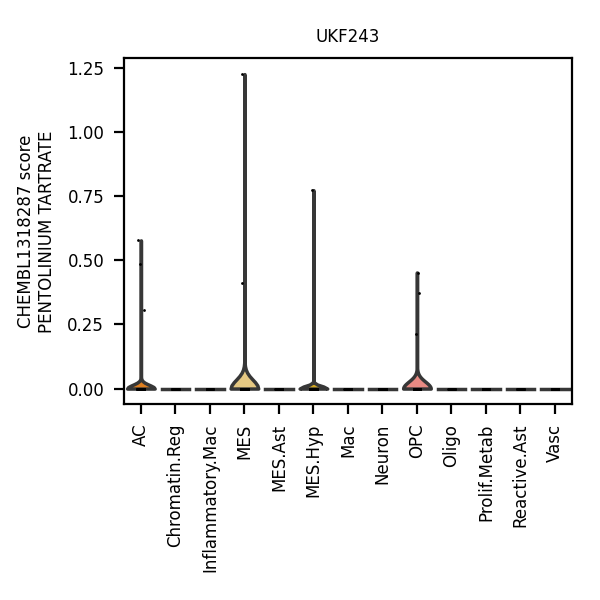 UKF243
CHEMBL1318287 score
PENTOLINIUM TARTRATE
1.25
1.00
0.75
0.50
0.25
0.00
AC
Chromatin.Reg
Inflammatory.Mac
MES
MES.Ast
MES.Hyp
Mac
Neuron
OPC
Oligo
Prolif.Metab
Reactive.Ast
Vasc